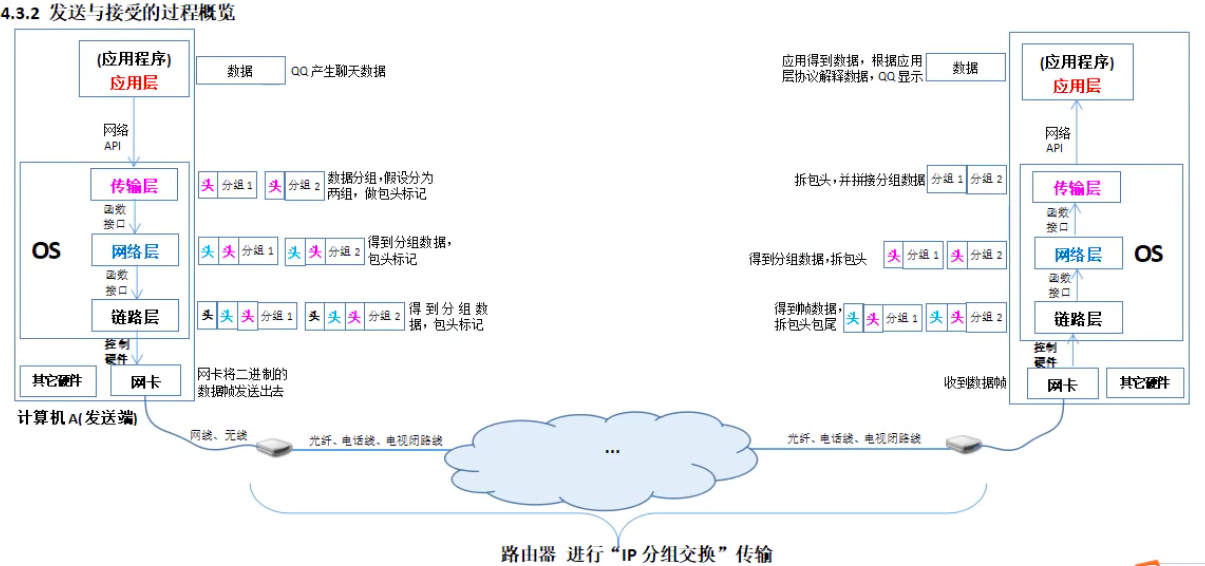 4.3.2 发送与接受的过程概览
(应用程序)
应用层
数据
QQ产生聊天数据
网络
API
OS
传输层
头 分组1 头 分组2
数据分组,假设分为
两组,做包头标记
函数
接口
网络层
头 头 分组1 头 头 分组2
得到分组数据,
包头标记
函数
接口
链路层
头 头 头 分组1 头 头 头 分组2
得到分组数
据,包头标记
控制
硬件
其它硬件
网卡
网卡将二进制的
数据帧发送出去
计算机A(发送端)
网线、无线
光纤、电话线、电视闭路线
...
光纤、电话线、电视闭路线
路由器 进行“IP分组交换”传输
应用得到数据,根据应用
层协议解释数据,QQ显示
数据
(应用程序)
应用层
网络
API
拆包头,并拼接分组数据
分组1 分组2
传输层
函数
接口
得到分组数据,拆包头
头 分组1 头 分组2
网络层
OS
函数
接口
得到帧数据,
拆包头包尾
头 头 分组1 头 头 分组2
链路层
控制
硬件
收到数据帧
网卡
其它硬件